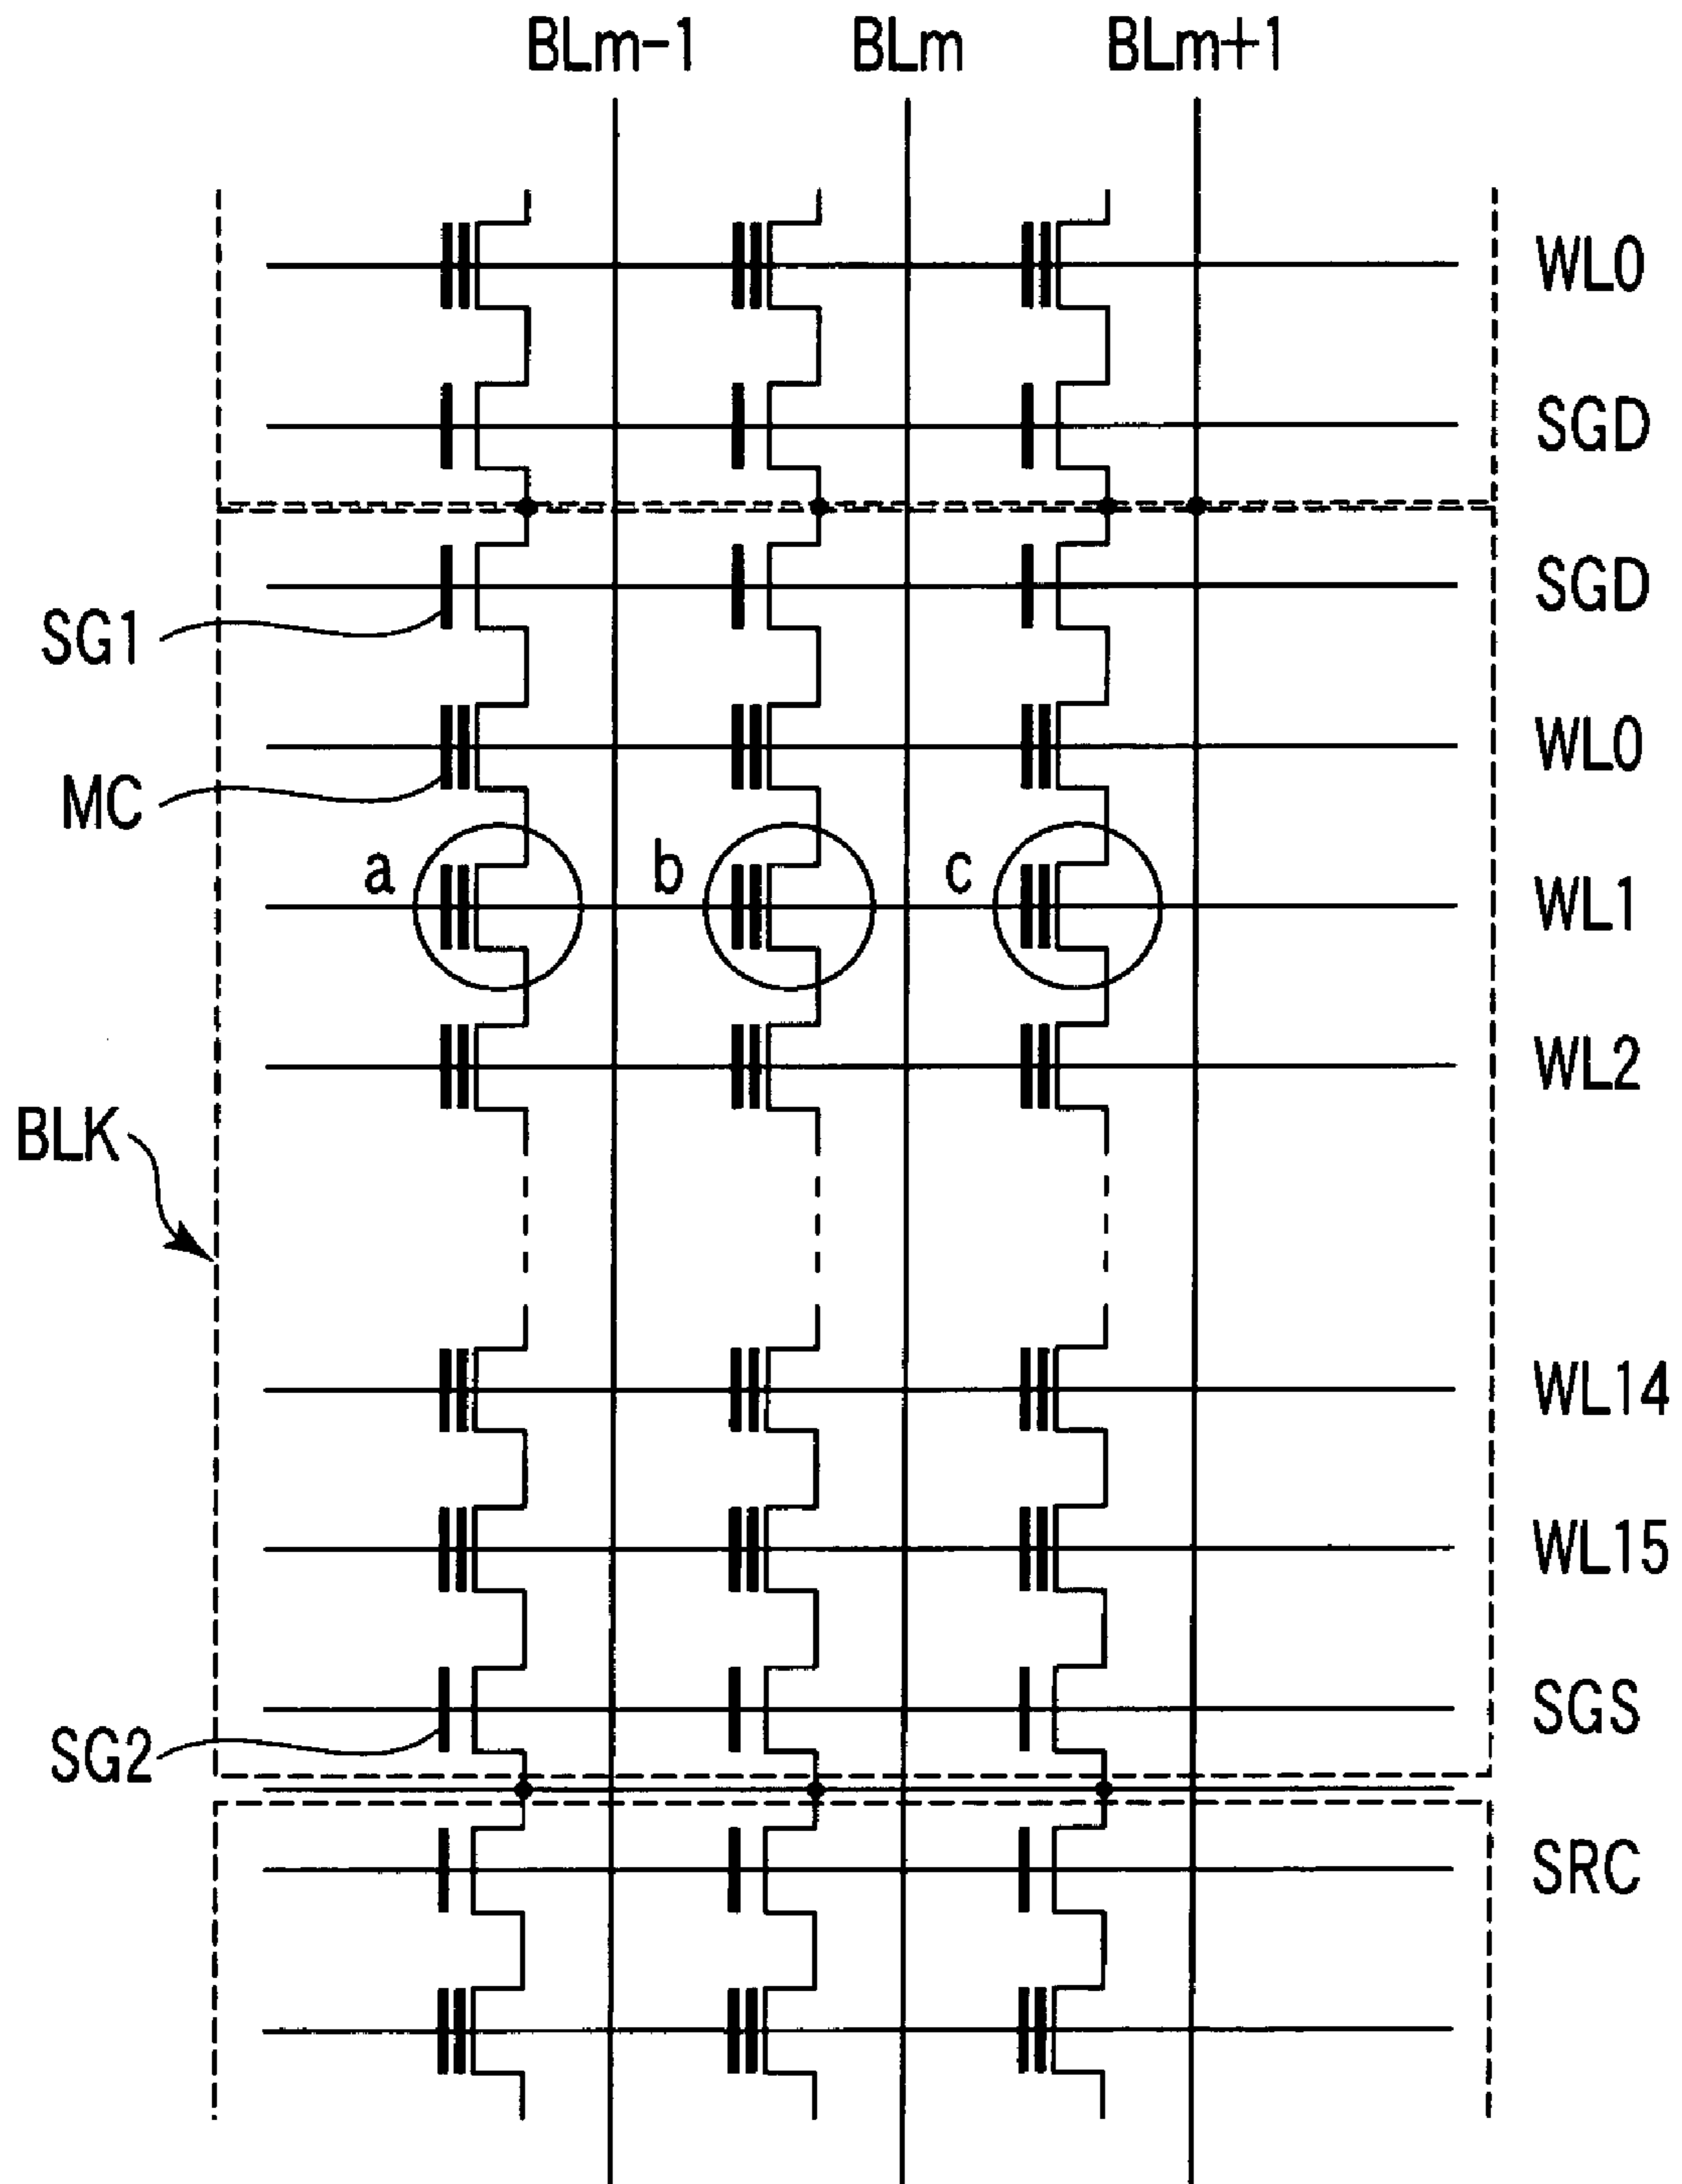 BLm-1 BLm BLm+1
WL0
SGD
SGD
SG1
WL0
MC
a b c WL1
WL2
BLK
WL14
WL15
SGS
SG2
SRC